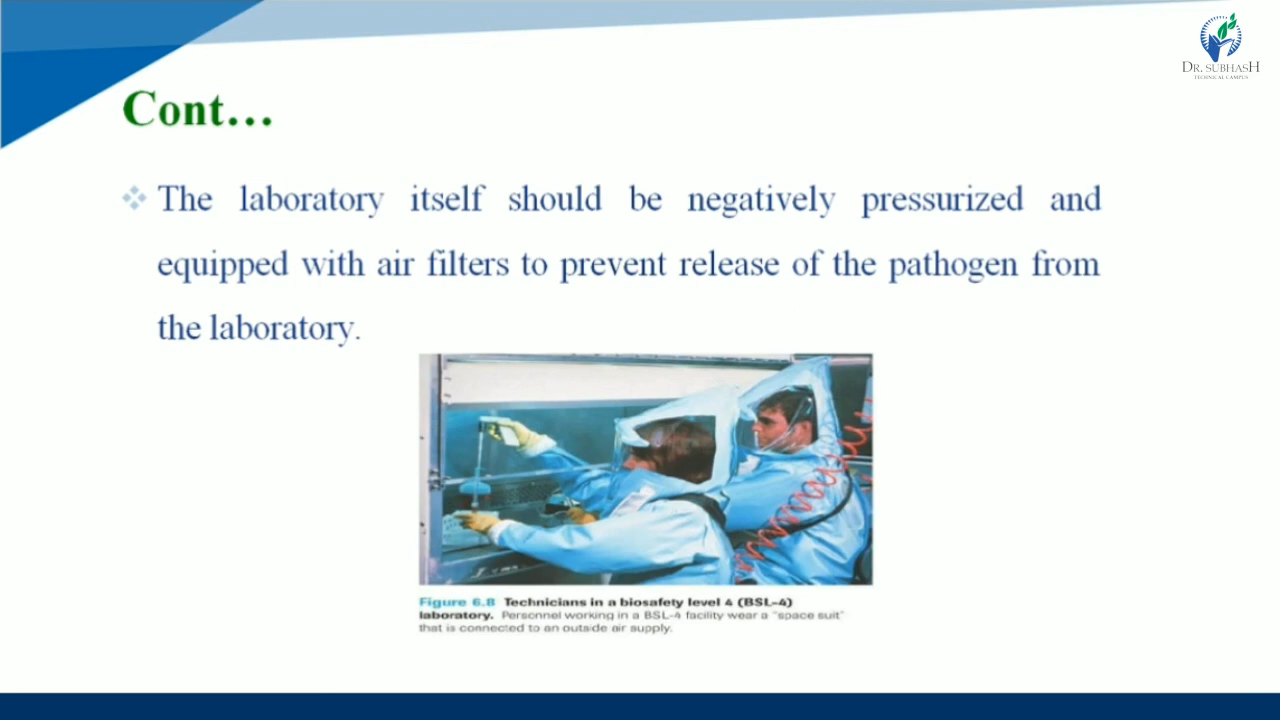 DR. SUBHASH
TECHNICAL CAMPUS
Cont...
The laboratory itself should be negatively pressurized and
equipped with air filters to prevent release of the pathogen from
the laboratory.
Figure 6.8 Technicians in a biosafety level 4 (BSL–4)
laboratory. Personnel working in a BSL-4 facility wear a "space suit"
that is connected to an outside air supply.